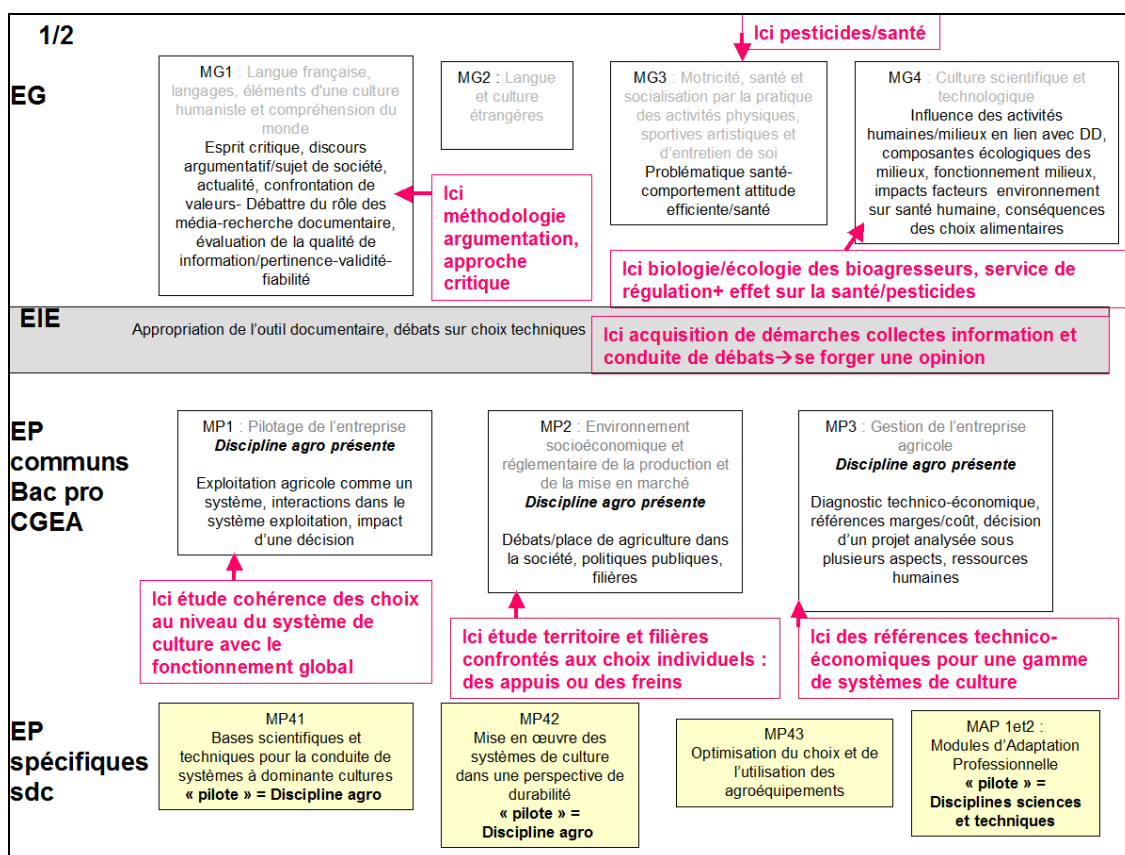 1/2
Ici pesticides/santé
EG
MG1 : Langue française,
langages, éléments d'une culture
humaniste et compréhension du
monde
Esprit critique, discours
argumentatif/sujet de société,
actualité, confrontation de
valeurs- Débattre du rôle des
média-recherche documentaire,
évaluation de la qualité de
information/pertinence-validité-
fiabilité
MG2 : Langue
et culture
étrangères
MG3 : Motricité, santé et
socialisation par la pratique
des activités physiques,
sportives artistiques et
d'entretien de soi
Problématique santé-
comportement attitude
efficiente/santé
MG4 : Culture scientifique et
technologique
Influence des activités
humaines/milieux en lien avec DD,
composantes écologiques des
milieux, fonctionnement milieux,
impacts facteurs environnement
sur santé humaine, conséquences
des choix alimentaires
Ici
méthodologie
argumentation,
approche
critique
Ici biologie/écologie des bioagresseurs, service de
régulation+ effet sur la santé/pesticides
EIE
Appropriation de l'outil documentaire, débats sur choix techniques
Ici acquisition de démarches collectes information et
conduite de débats→se forger une opinion
EP
communs
Bac pro
CGEA
MP1 : Pilotage de l'entreprise
Discipline agro présente
Exploitation agricole comme un
système, interactions dans le
système exploitation, impact
d'une décision
MP2 : Environnement
socioéconomique et
réglementaire de la production et
de la mise en marché
Discipline agro présente
Débats/place de agriculture dans
la société, politiques publiques,
filières
MP3 : Gestion de l'entreprise
agricole
Discipline agro présente
Diagnostic technico-économique,
références marges/coût, décision
d'un projet analysée sous
plusieurs aspects, ressources
humaines
Ici étude cohérence des choix
au niveau du système de
culture avec le
fonctionnement global
Ici étude territoire et filières
confrontés aux choix individuels :
des appuis ou des freins
Ici des références technico-
économiques pour une gamme
de systèmes de culture
EP
spécifiques
sdc
MP41
Bases scientifiques et
techniques pour la conduite de
systèmes à dominante cultures
« pilote » = Discipline agro
MP42
Mise en œuvre des
systèmes de culture
dans une perspective de
durabilité
« pilote » =
Discipline agro
MP43
Optimisation du choix et de
l'utilisation des
agroéquipements
MAP 1et2 :
Modules d'Adaptation
Professionnelle
« pilote » =
Disciplines sciences
et techniques